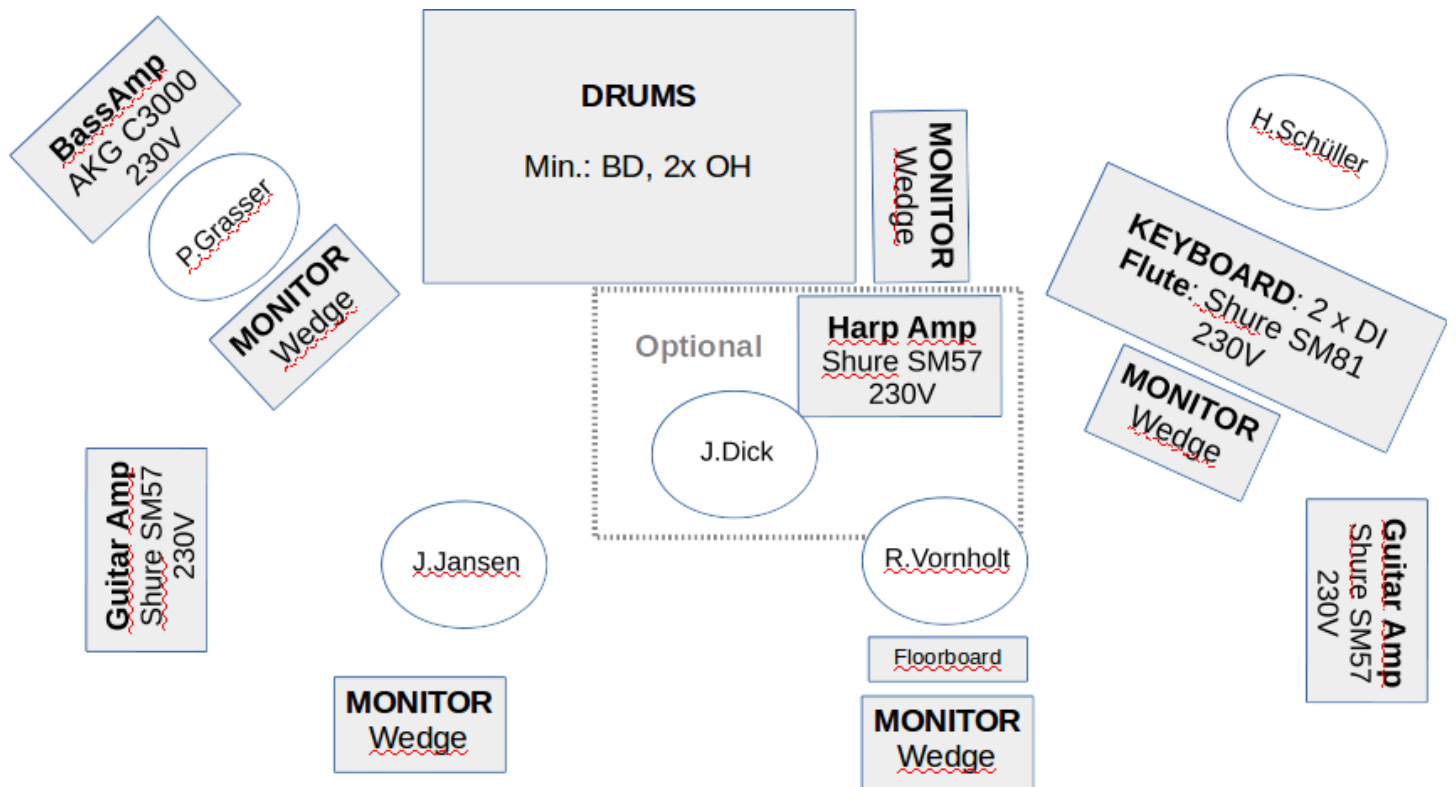 BassAmp
AKG C3000
230V
P.Grasser
MONITOR
Wedge
DRUMS
Min.: BD, 2x OH
MONITOR
Wedge
H.Schüller
KEYBOARD: 2 x DI
Flute: Shure SM81
230V
MONITOR
Wedge
Optional
Harp Amp
Shure SM57
230V
J.Dick
Guitar Amp
Shure SM57
230V
J.Jansen
R.Vornholt
Floorboard
Guitar Amp
Shure SM57
230V
MONITOR
Wedge
MONITOR
Wedge